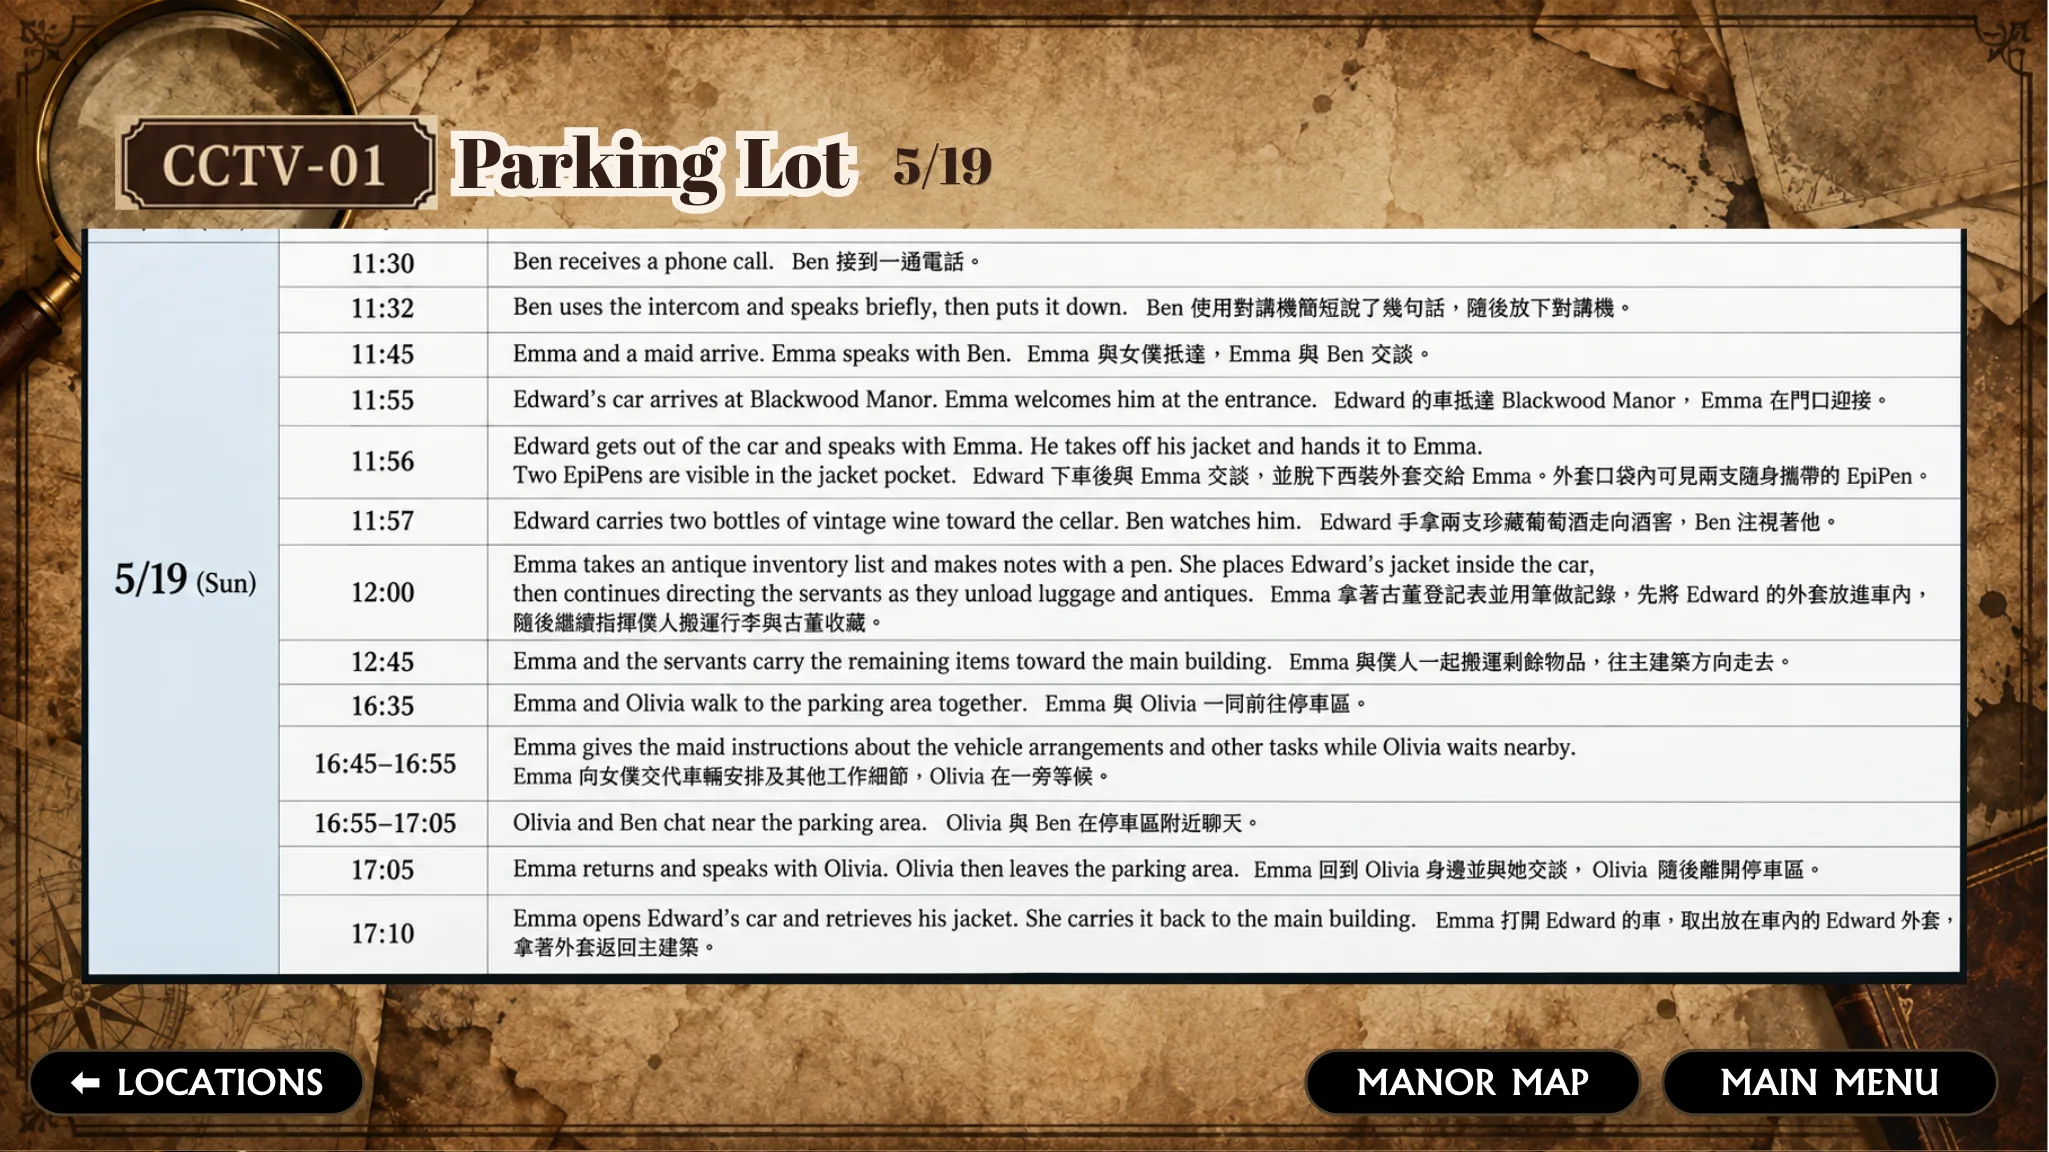 CCTV-01 Parking Lot 5/19
5/19 (Sun)
11:30 Ben receives a phone call. Ben 接到一通電話。
11:32 Ben uses the intercom and speaks briefly, then puts it down. Ben 使用對講機簡短說了幾句話，隨後放下對講機。
11:45 Emma and a maid arrive. Emma speaks with Ben. Emma 與女僕抵達，Emma 與 Ben 交談。
11:55 Edward’s car arrives at Blackwood Manor. Emma welcomes him at the entrance. Edward 的車抵達 Blackwood Manor，Emma 在門口迎接。
11:56 Edward gets out of the car and speaks with Emma. He takes off his jacket and hands it to Emma.
Two EpiPens are visible in the jacket pocket. Edward 下車後與 Emma 交談，並脫下西裝外套交給 Emma。外套口袋內可見兩支隨身攜帶的 EpiPen。
11:57 Edward carries two bottles of vintage wine toward the cellar. Ben watches him. Edward 手拿兩支珍藏葡萄酒走向酒窖，Ben 注視著他。
12:00 Emma takes an antique inventory list and makes notes with a pen. She places Edward’s jacket inside the car,
then continues directing the servants as they unload luggage and antiques. Emma 拿著古董登記表並用筆做記錄，先將 Edward 的外套放進車內，
隨後繼續指揮僕人搬運行李與古董收藏。
12:45 Emma and the servants carry the remaining items toward the main building. Emma 與僕人一起搬運剩餘物品，往主建築方向走去。
16:35 Emma and Olivia walk to the parking area together. Emma 與 Olivia 一同前往停車區。
16:45–16:55 Emma gives the maid instructions about the vehicle arrangements and other tasks while Olivia waits nearby.
Emma 向女僕交代車輛安排及其他工作細節，Olivia 在一旁等候。
16:55–17:05 Olivia and Ben chat near the parking area. Olivia 與 Ben 在停車區附近聊天。
17:05 Emma returns and speaks with Olivia. Olivia then leaves the parking area. Emma 回到 Olivia 身邊並與她交談，Olivia 隨後離開停車區。
17:10 Emma opens Edward’s car and retrieves his jacket. She carries it back to the main building. Emma 打開 Edward 的車，取出放在車內的 Edward 外套，
拿著外套返回主建築。
LOCATIONS
MANOR MAP
MAIN MENU